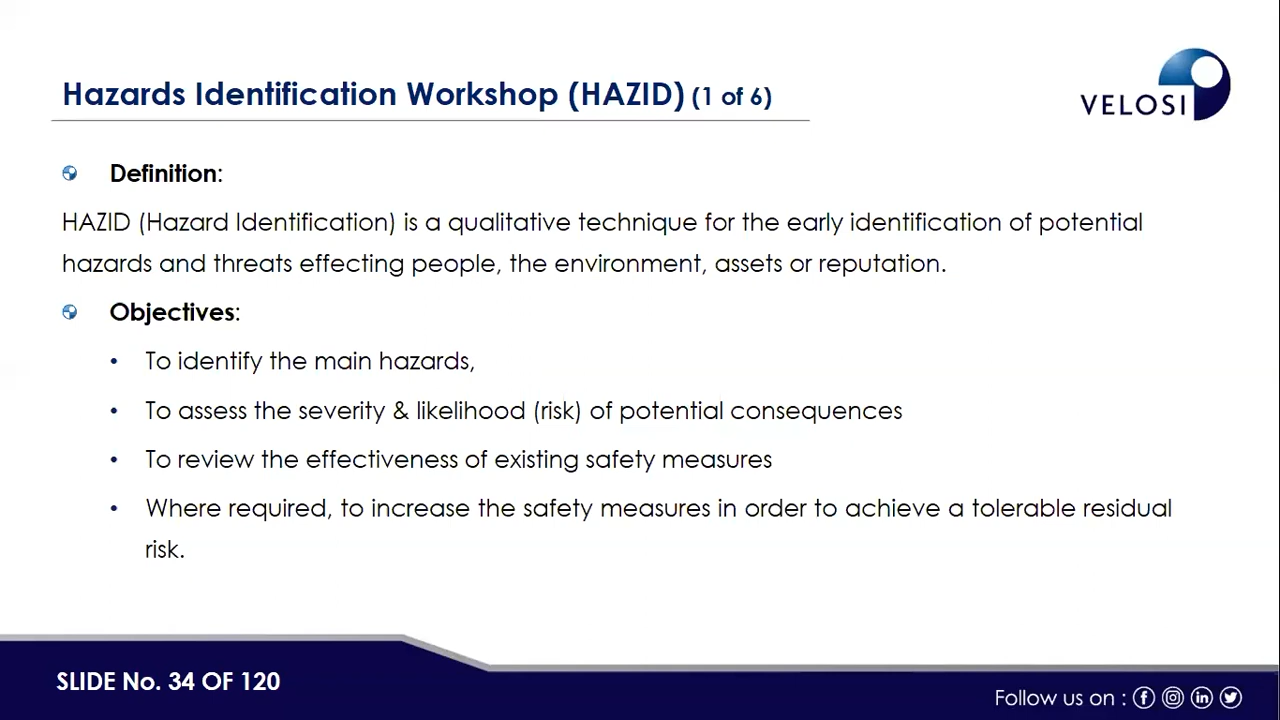 Hazards Identification Workshop (HAZID) (1 of 6)
VELOSI
Definition:
HAZID (Hazard Identification) is a qualitative technique for the early identification of potential
hazards and threats effecting people, the environment, assets or reputation.
Objectives:
• To identify the main hazards,
• To assess the severity & likelihood (risk) of potential consequences
• To review the effectiveness of existing safety measures
• Where required, to increase the safety measures in order to achieve a tolerable residual
risk.
SLIDE No. 34 OF 120
Follow us on :